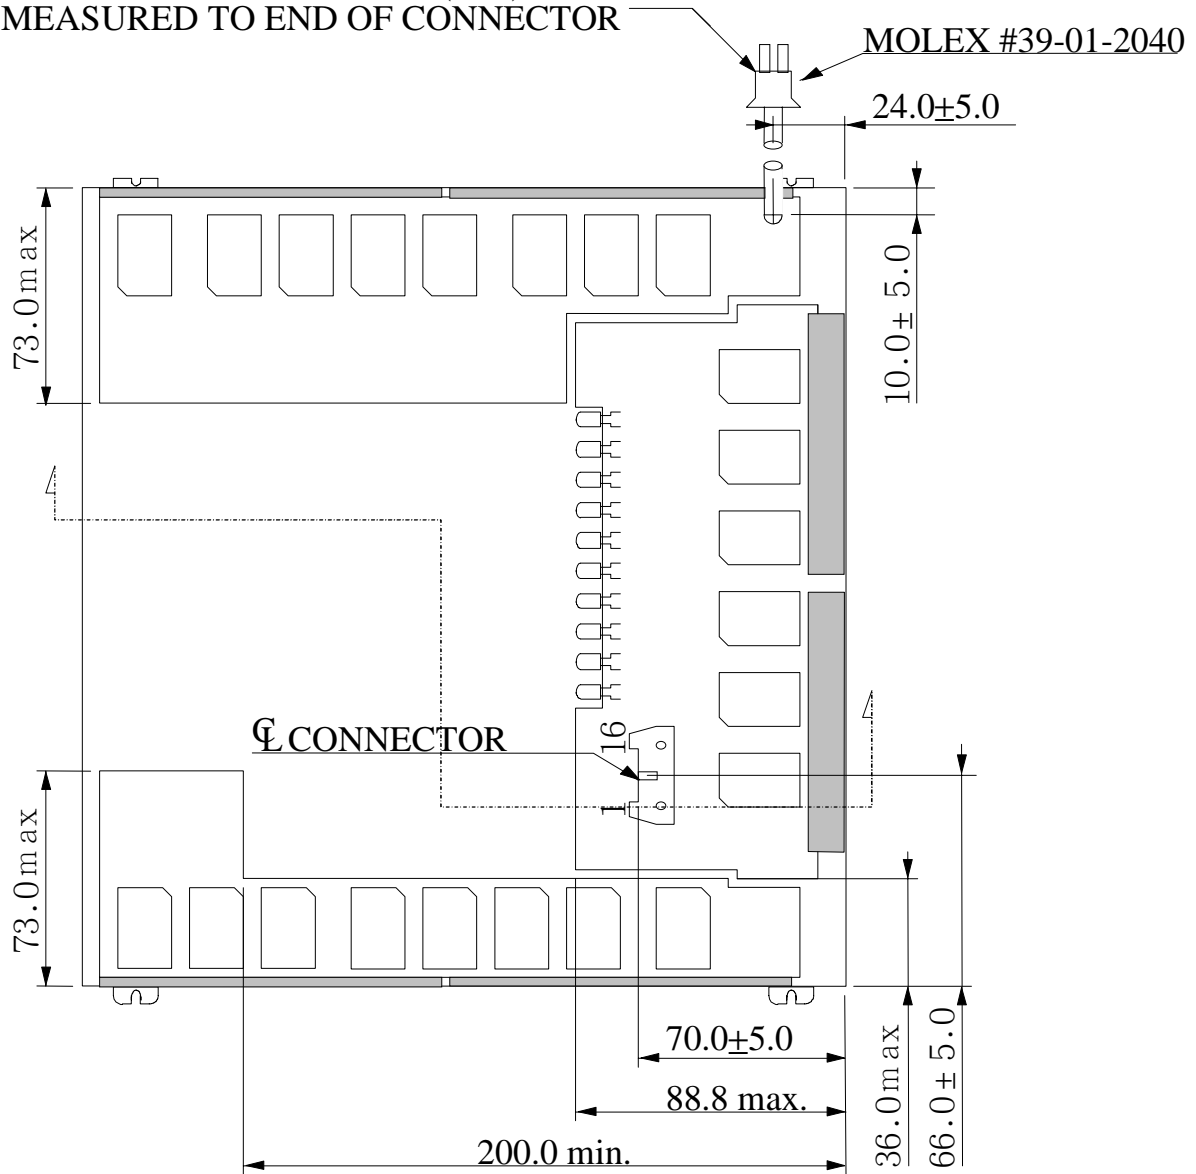 MEASURED TO END OF CONNECTOR
MOLEX #39-01-2040
24.0±5.0
73.0max
10.0±5.0
℄ CONNECTOR
16
1
73.0max
70.0±5.0
88.8 max.
200.0 min.
36.0max
66.0±5.0